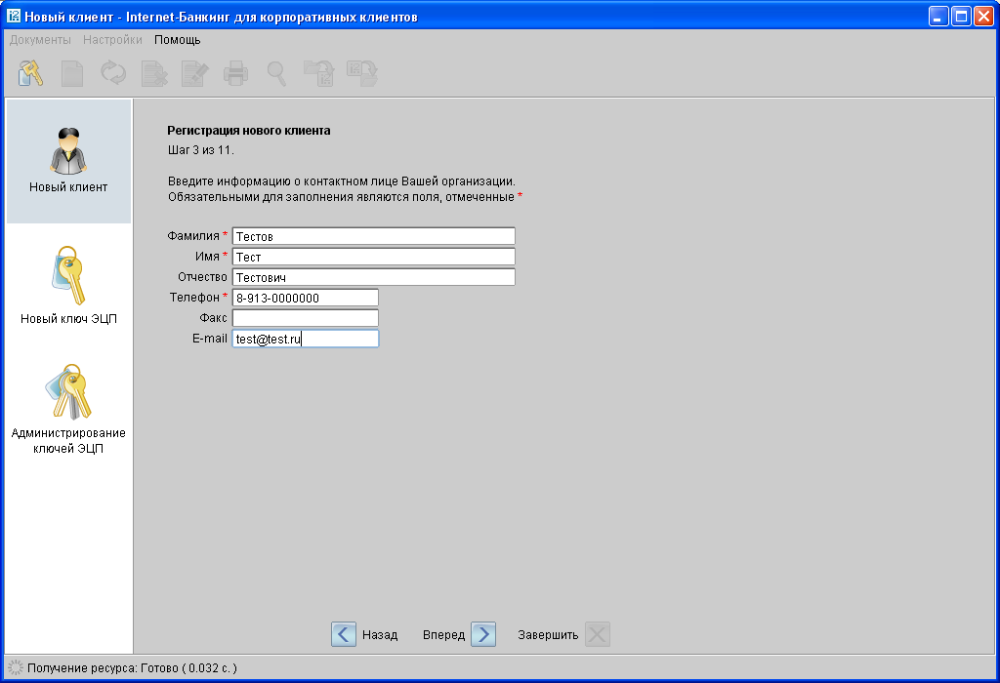 Новый клиент - Internet-Банкинг для корпоративных клиентов
Документы Настройки Помощь
Новый клиент
Новый ключ ЭЦП
Администрирование
ключей ЭЦП
Регистрация нового клиента
Шаг 3 из 11.
Введите информацию о контактном лице Вашей организации.
Обязательными для заполнения являются поля, отмеченные *
Фамилия * Тестов
Имя * Тест
Отчество Тестович
Телефон * 8-913-0000000
Факс
E-mail test@test.ru
Назад Вперед Завершить
Получение ресурса: Готово ( 0.032 с. )